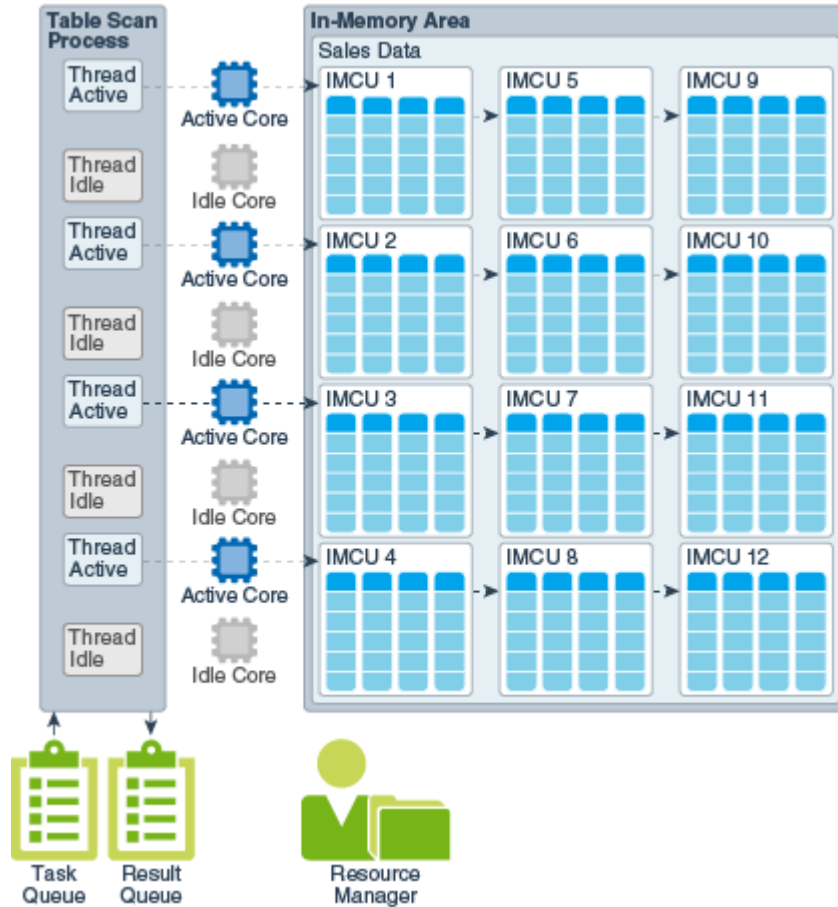 Table Scan
Process
In-Memory Area
Sales Data
Thread
Active
Active Core
IMCU 1
IMCU 5
IMCU 9
Thread
Idle
Idle Core
Thread
Active
Active Core
IMCU 2
IMCU 6
IMCU 10
Thread
Idle
Idle Core
Thread
Active
Active Core
IMCU 3
IMCU 7
IMCU 11
Thread
Idle
Idle Core
Thread
Active
Active Core
IMCU 4
IMCU 8
IMCU 12
Thread
Idle
Idle Core
Task
Queue
Result
Queue
Resource
Manager